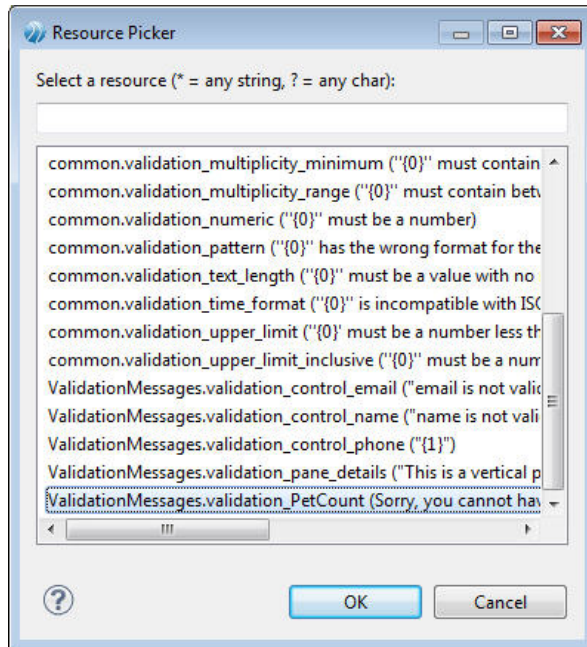 Resource Picker
Select a resource (* = any string, ? = any char):
common.validation_multiplicity_minimum ("{0}" must contain
common.validation_multiplicity_range ("{0}" must contain bet
common.validation_numeric ("{0}" must be a number)
common.validation_pattern ("{0}" has the wrong format for the
common.validation_text_length ("{0}" must be a value with no
common.validation_time_format ("{0}" is incompatible with ISO
common.validation_upper_limit ("{0}' must be a number less th
common.validation_upper_limit_inclusive ("{0}" must be a num
ValidationMessages.validation_control_email ("email is not valid
ValidationMessages.validation_control_name ("name is not vali
ValidationMessages.validation_control_phone ("{1}")
ValidationMessages.validation_pane_details ("This is a vertical p
ValidationMessages.validation_PetCount (Sorry, you cannot hav
?
OK
Cancel